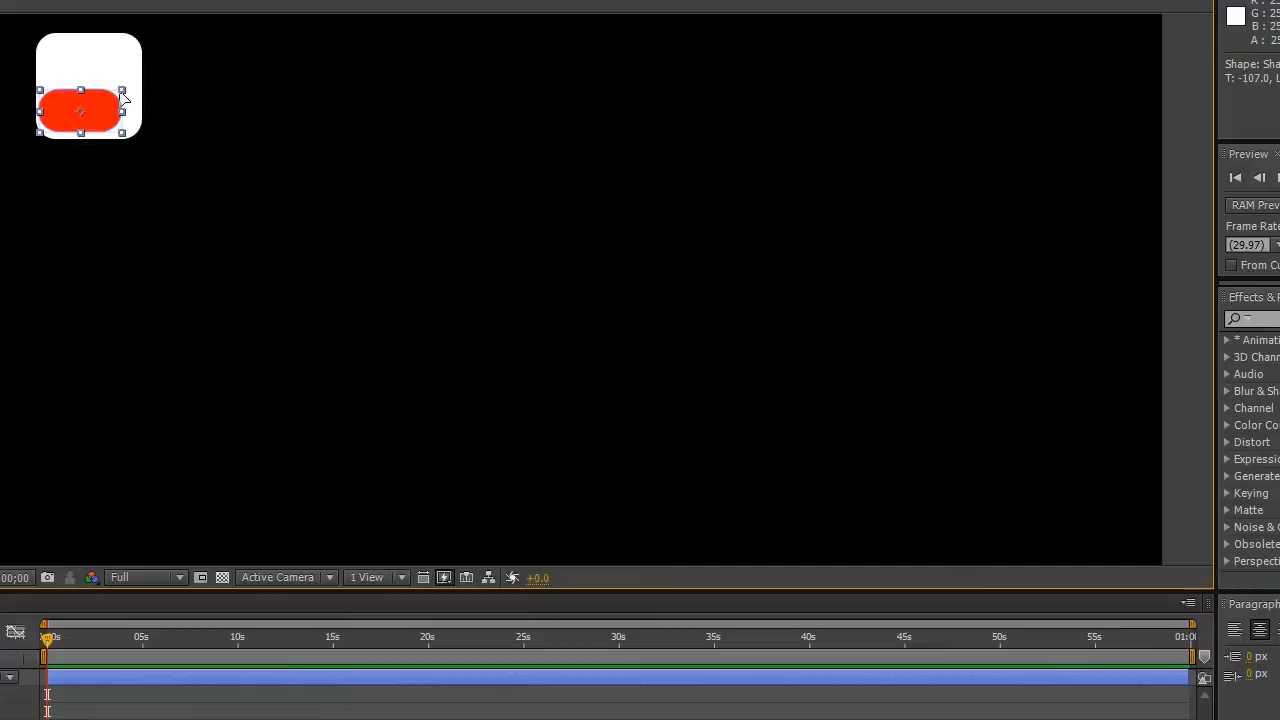 G : 25
B : 25
A : 25
Shape: Sha
T: -107.0, L
Preview
RAM Prev
Frame Rate
(29.97)
From Cu
Effects & P
* Animati
3D Chann
Audio
Blur & Sh
Channel
Color Co
Distort
Expressio
Generate
Keying
Matte
Noise & G
Obsolete
Perspecti
00;00
Full
Active Camera
1 View
+0.0
Paragraph
05s
10s
15s
20s
25s
30s
35s
40s
45s
50s
55s
01:0
0 px
0 px